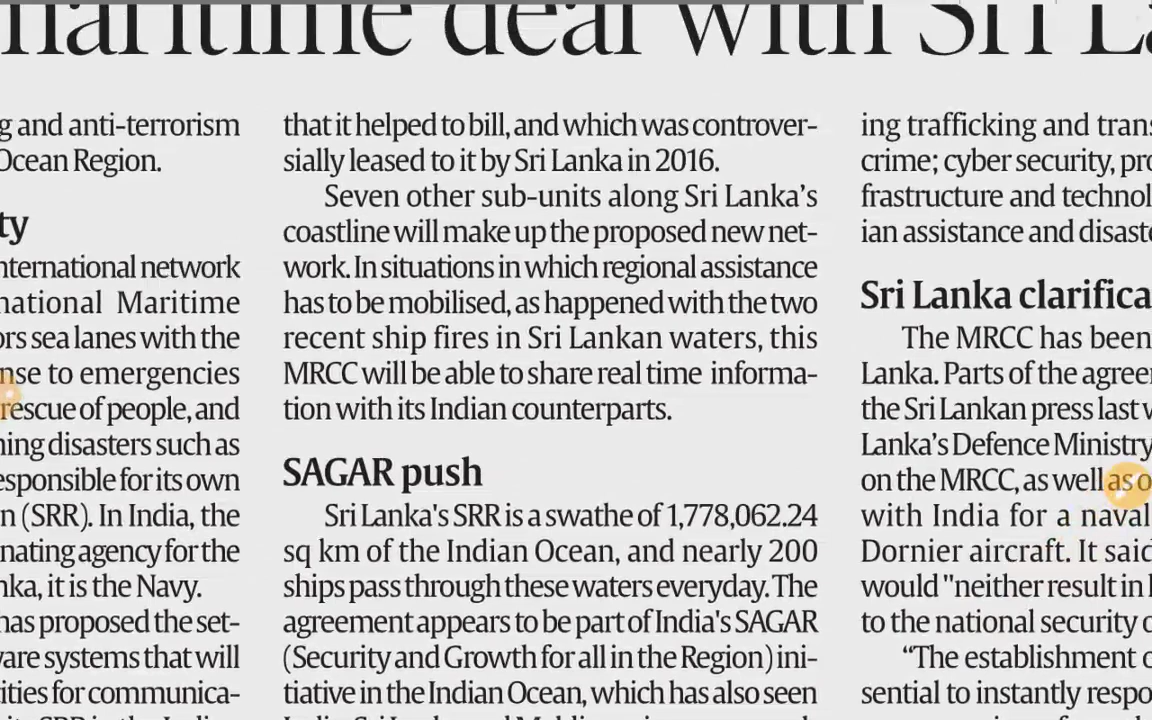 maritime deal with Sri La
g and anti-terrorism
Ocean Region.
ty
nternational network
national Maritime
ors sea lanes with the
nse to emergencies
rescue of people, and
ning disasters such as
esponsible for its own
n (SRR). In India, the
nating agency for the
nka, it is the Navy.
has proposed the set-
vare systems that will
ities for communica-
that it helped to bill, and which was controver-
sially leased to it by Sri Lanka in 2016.
Seven other sub-units along Sri Lanka's
coastline will make up the proposed new net-
work. In situations in which regional assistance
has to be mobilised, as happened with the two
recent ship fires in Sri Lankan waters, this
MRCC will be able to share real time informa-
tion with its Indian counterparts.
SAGAR push
Sri Lanka's SRR is a swathe of 1,778,062.24
sq km of the Indian Ocean, and nearly 200
ships pass through these waters everyday. The
agreement appears to be part of India's SAGAR
(Security and Growth for all in the Region) ini-
tiative in the Indian Ocean, which has also seen
ing trafficking and trans
crime; cyber security, pro
frastructure and technol
ian assistance and disaste
Sri Lanka clarifica
The MRCC has been
Lanka. Parts of the agreer
the Sri Lankan press last v
Lanka's Defence Ministry
on the MRCC, as well as o
with India for a naval
Dornier aircraft. It said
would "neither result in
to the national security o
“The establishment o
sential to instantly respo